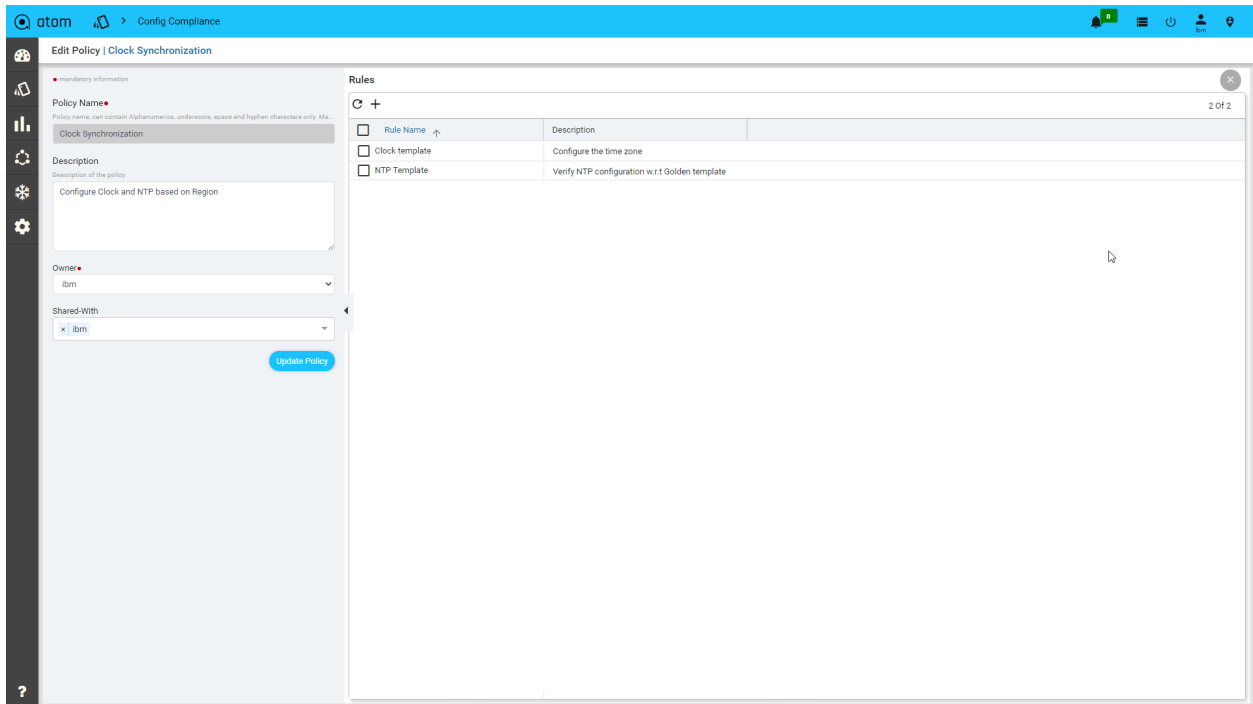 atom > Config Compliance
0
ibm
Edit Policy | Clock Synchronization
-mandatory information
Policy Name
Policy name, can contain Alphanumerics, underscore, space and hyphen characters only. Ma...
Clock Synchronization
Description
Description of the policy
Configure Clock and NTP based on Region
Owner
ibm
Shared-With
× ibm
Update Policy
Rules
2 Of 2
Rule Name Description
Clock template Configure the time zone
NTP Template Verify NTP configuration w.r.t Golden template
?